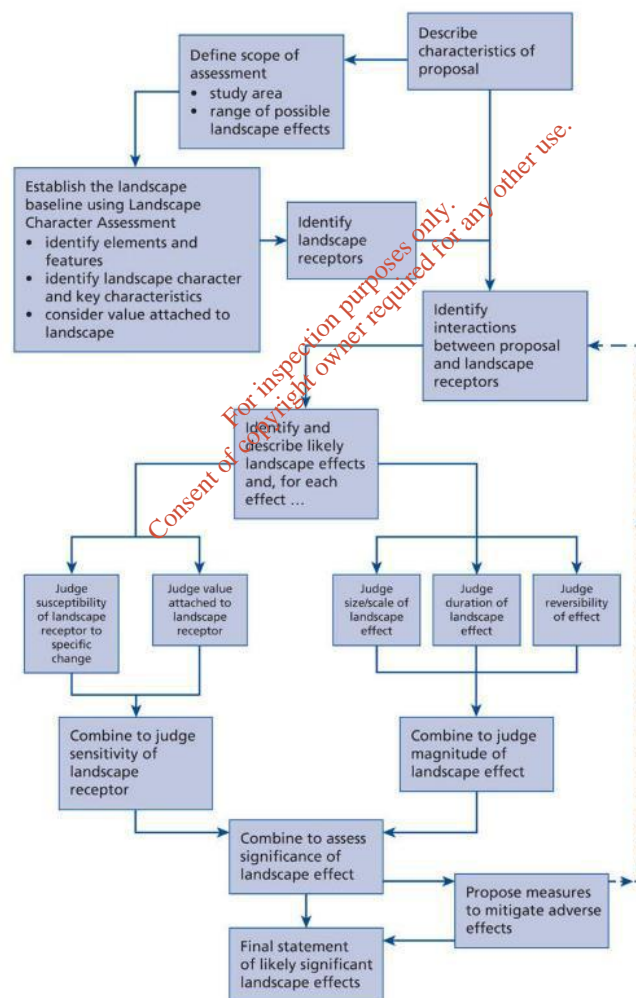 Describe
characteristics of
proposal
Define scope of
assessment
• study area
• range of possible
landscape effects
Establish the landscape
baseline using Landscape
Character Assessment
• identify elements and
features
• identify landscape character
and key characteristics
• consider value attached to
landscape
Identify
landscape
receptors
Identify
interactions
between proposal
and landscape
receptors
For inspection purposes only.
Consent of copyright owner required for any other use.
Identify and
describe likely
landscape effects
and, for each
effect ...
Judge
susceptibility
of landscape
receptor to
specific
change
Judge value
attached to
landscape
receptor
Judge
size/scale of
landscape
effect
Judge
duration of
landscape
effect
Judge
reversibility
of effect
Combine to judge
sensitivity of
landscape
receptor
Combine to judge
magnitude of
landscape effect
Combine to assess
significance of
landscape effect
Propose measures
to mitigate adverse
effects
Final statement
of likely significant
landscape effects